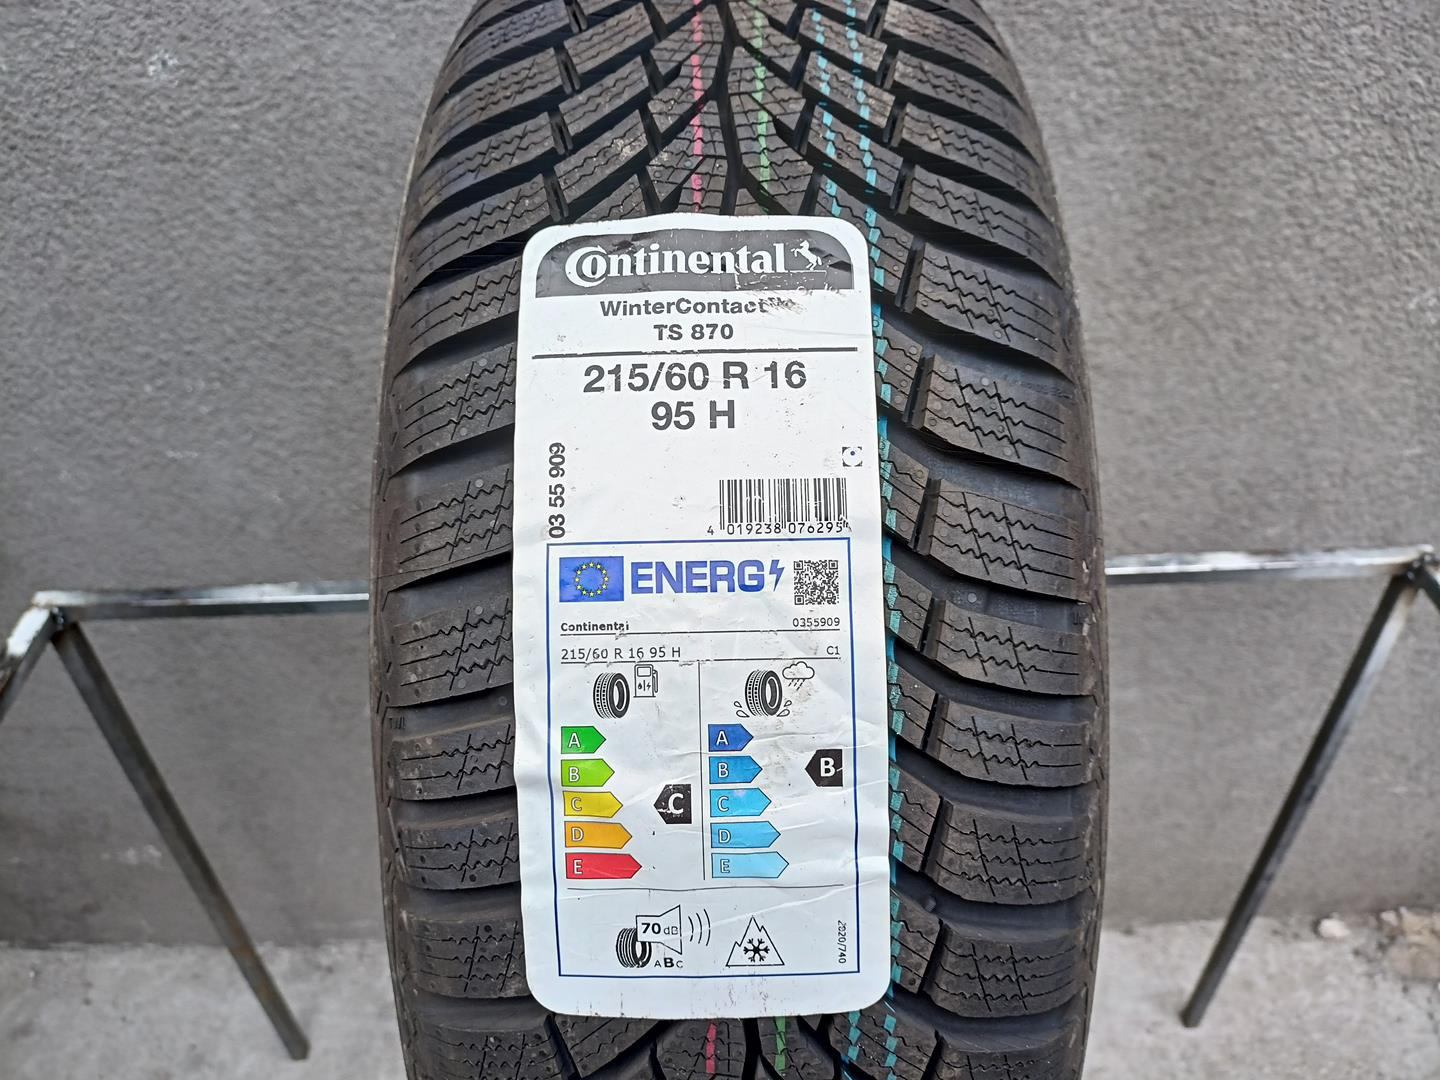 Continental
WinterContact™
TS 870
215/60 R 16
95 H
03 55 909
4 019238 076295
ENERG
Continental
0355909
215/60 R 16 95 H
C1
A
B
C
D
E
C
A
B
C
D
E
B
70 dB
ABC
2020/740